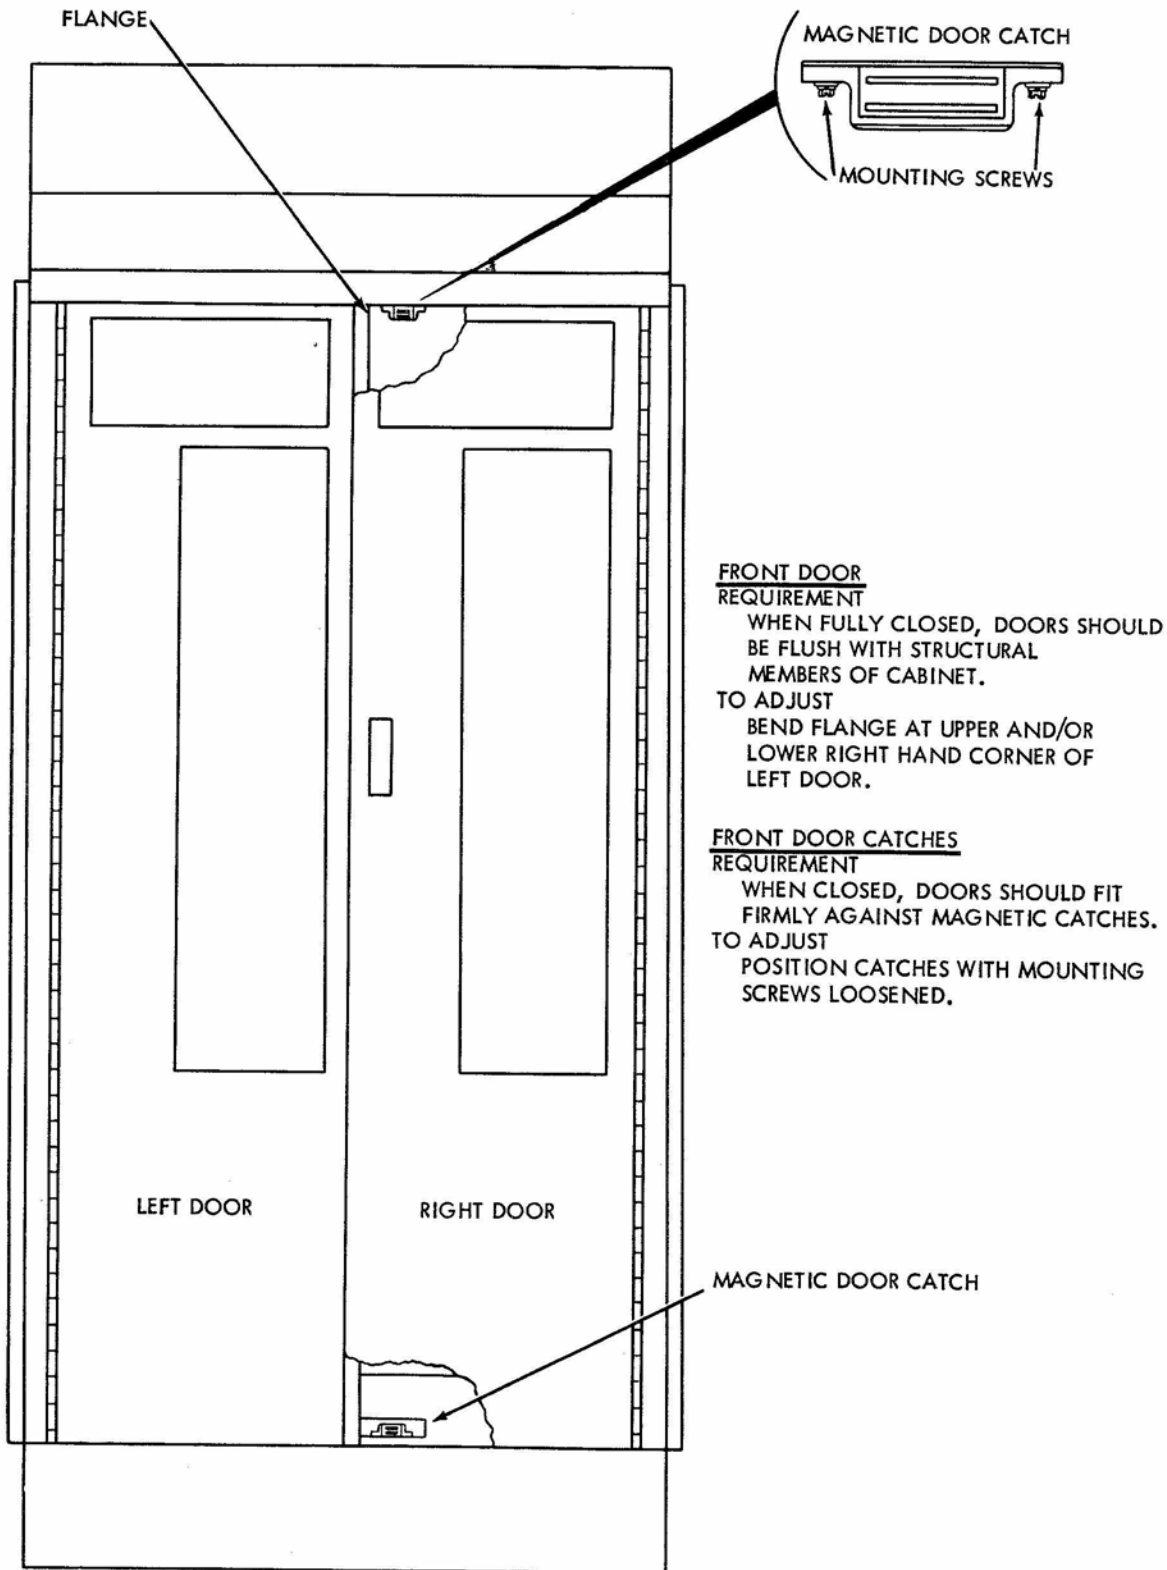 FLANGE
MAGNETIC DOOR CATCH
MOUNTING SCREWS
FRONT DOOR
REQUIREMENT
WHEN FULLY CLOSED, DOORS SHOULD
BE FLUSH WITH STRUCTURAL
MEMBERS OF CABINET.
TO ADJUST
BEND FLANGE AT UPPER AND/OR
LOWER RIGHT HAND CORNER OF
LEFT DOOR.
FRONT DOOR CATCHES
REQUIREMENT
WHEN CLOSED, DOORS SHOULD FIT
FIRMLY AGAINST MAGNETIC CATCHES.
TO ADJUST
POSITION CATCHES WITH MOUNTING
SCREWS LOOSENED.
LEFT DOOR
RIGHT DOOR
MAGNETIC DOOR CATCH